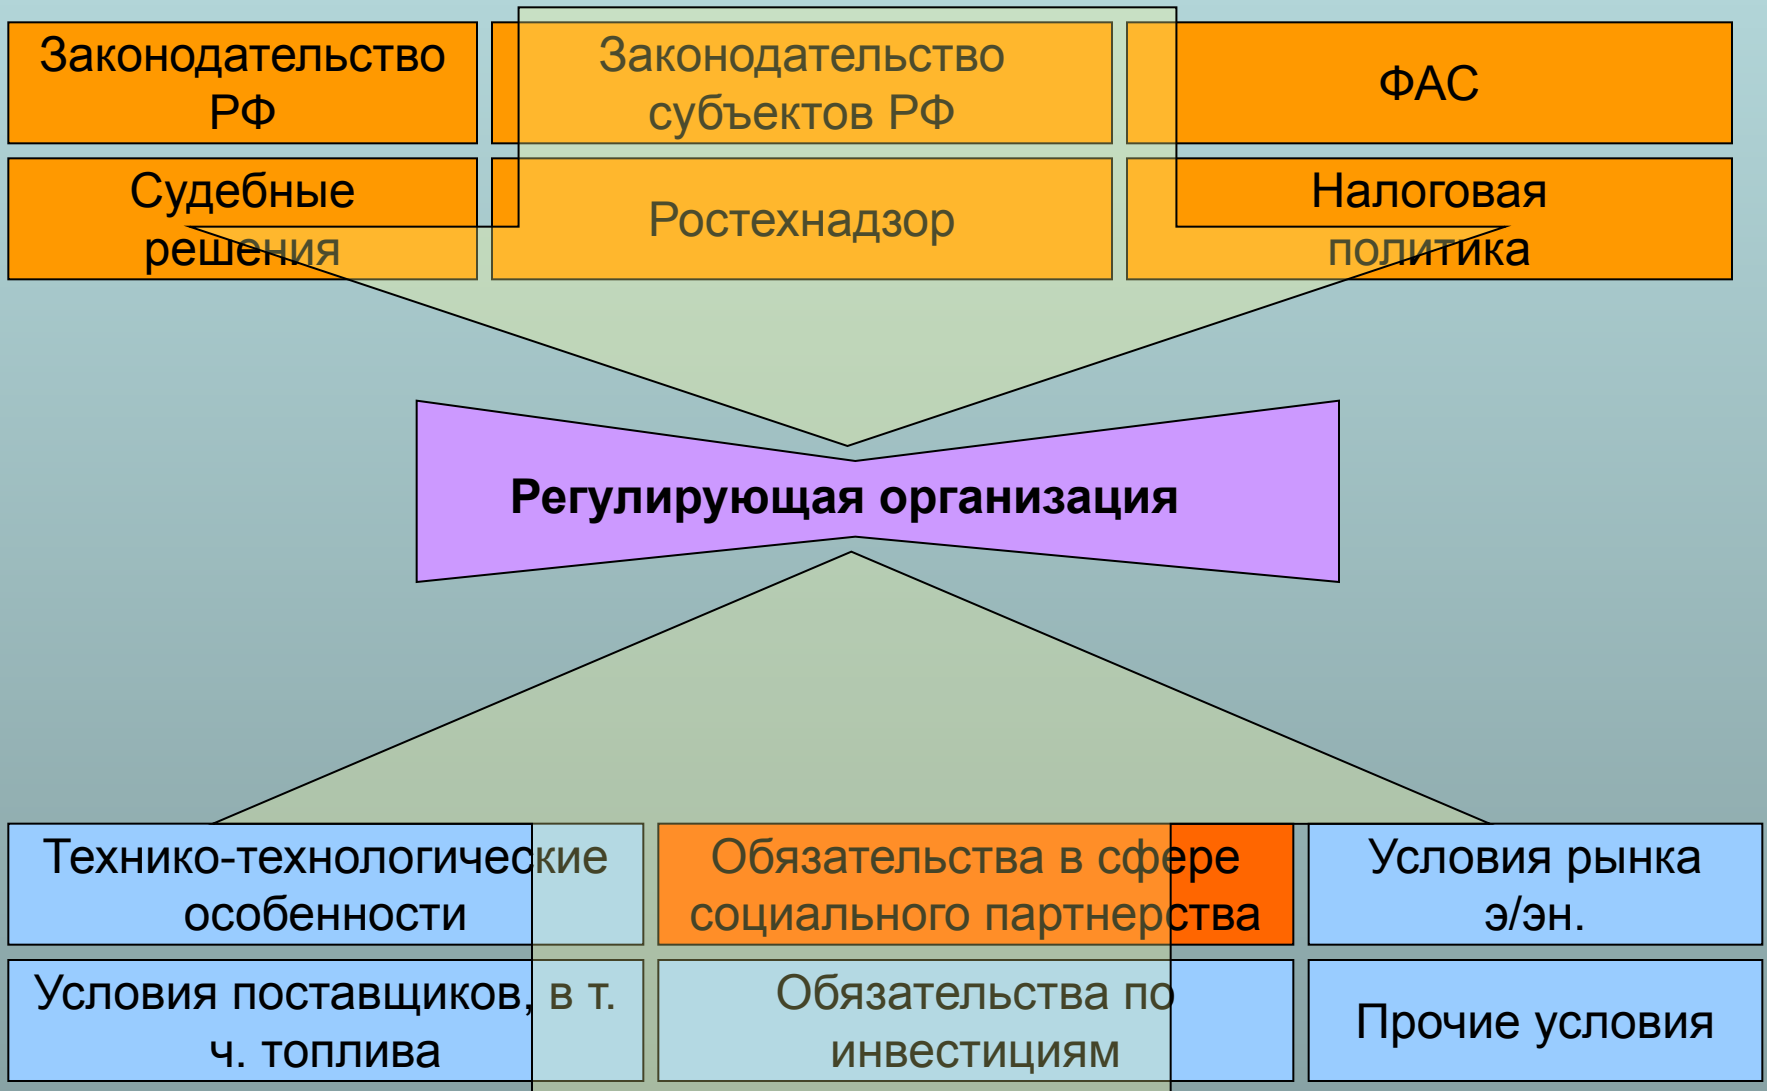 Законодательство
РФ
Законодательство
субъектов РФ
ФАС
Судебные
решения
Ростехнадзор
Налоговая
политика
Регулирующая организация
Технико-технологические
особенности
Обязательства в сфере
социального партнерства
Условия рынка
э/эн.
Условия поставщиков, в т.
ч. топлива
Обязательства по
инвестициям
Прочие условия